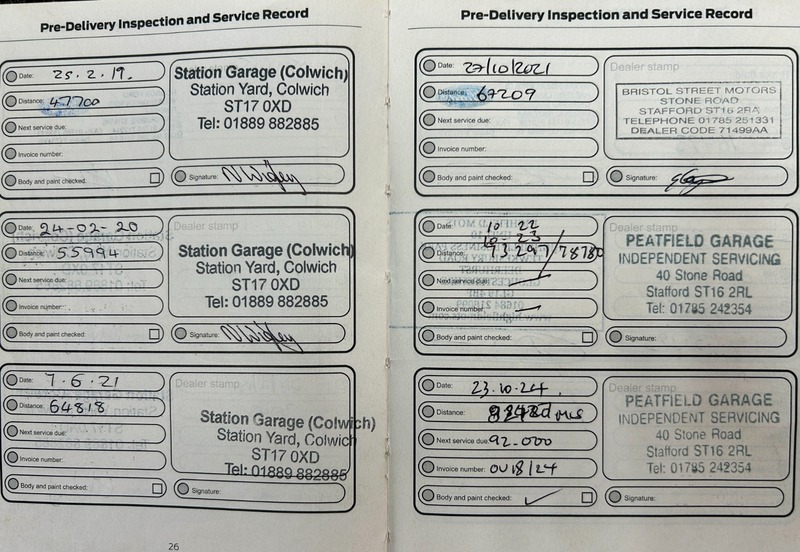 Pre-Delivery Inspection and Service Record
Date: 25.2.19.
Distance: 47700
Next service due:
Invoice number:
Body and paint checked:
Station Garage (Colwich)
Station Yard, Colwich
ST17 0XD
Tel: 01889 882885
Signature:
Date: 24-02-20
Distance: 55994
Next service due:
Invoice number:
Body and paint checked:
Dealer stamp
Station Garage (Colwich)
Station Yard, Colwich
ST17 0XD
Tel: 01889 882885
Signature:
Date: 7.6.21
Distance: 64818
Next service due:
Invoice number:
Body and paint checked:
Dealer stamp
Station Garage (Colwich)
Station Yard, Colwich
ST17 0XD
Tel: 01889 882885
Signature:
26
Pre-Delivery Inspection and Service Record
Date: 27/10/2021
Distance: 67209
Next service due:
Invoice number:
Body and paint checked:
Dealer stamp
BRISTOL STREET MOTORS
STONE ROAD
STAFFORD ST16 2RA
TELEPHONE 01785 251331
DEALER CODE 71499AA
Signature:
Date: 10 22
10-23
Distance: 73297/78780
Next service due:
Invoice number:
Body and paint checked:
PEATFIELD GARAGE
INDEPENDENT SERVICING
40 Stone Road
Stafford ST16 2RL
Tel: 01785 242354
Signature:
Date: 23.10.24.
Distance:
Next service due: 92-000
Invoice number: 0418/24
Body and paint checked:
Dealer stamp
PEATFIELD GARAGE
INDEPENDENT SERVICING
40 Stone Road
Stafford ST16 2RL
Tel: 01785 242354
Signature: